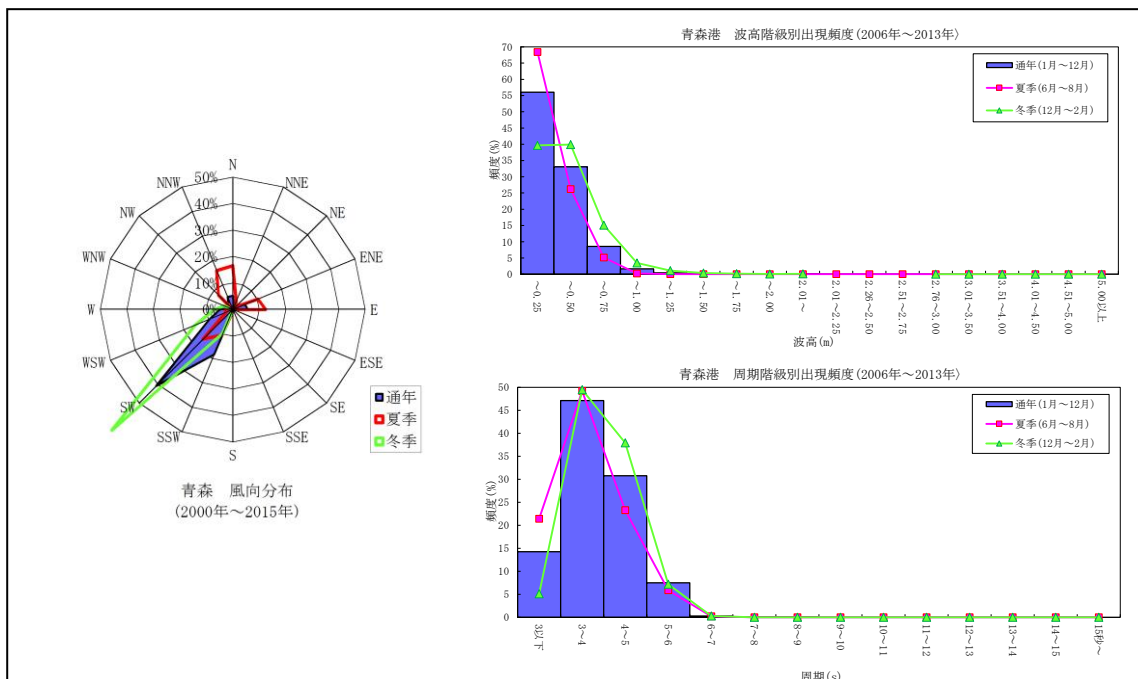 N
NNE
NE
ENE
E
ESE
SE
SSE
S
SSW
SW
WSW
W
WNW
NW
NNW
50%
40%
30%
20%
10%
0%
通年
夏季
冬季
青森 風向分布
(2000年～2015年)
青森港 波高階級別出現頻度(2006年～2013年)
通年(1月～12月)
夏季(6月～8月)
冬季(12月～2月)
頻度(%)
70
65
60
55
50
45
40
35
30
25
20
15
10
5
0
～0.25
～0.50
～0.75
～1.00
～1.25
～1.50
～1.75
～2.00
2.01～
2.01～2.25
2.26～2.50
2.51～2.75
2.76～3.00
3.01～3.50
3.51～4.00
4.01～4.50
4.51～5.00
5.00以上
波高(m)
青森港 周期階級別出現頻度(2006年～2013年)
通年(1月～12月)
夏季(6月～8月)
冬季(12月～2月)
頻度(%)
50
45
40
35
30
25
20
15
10
5
0
3以下
3～4
4～5
5～6
6～7
7～8
8～9
9～10
10～11
11～12
12～13
13～14
14～15
15秒～
周期(s)